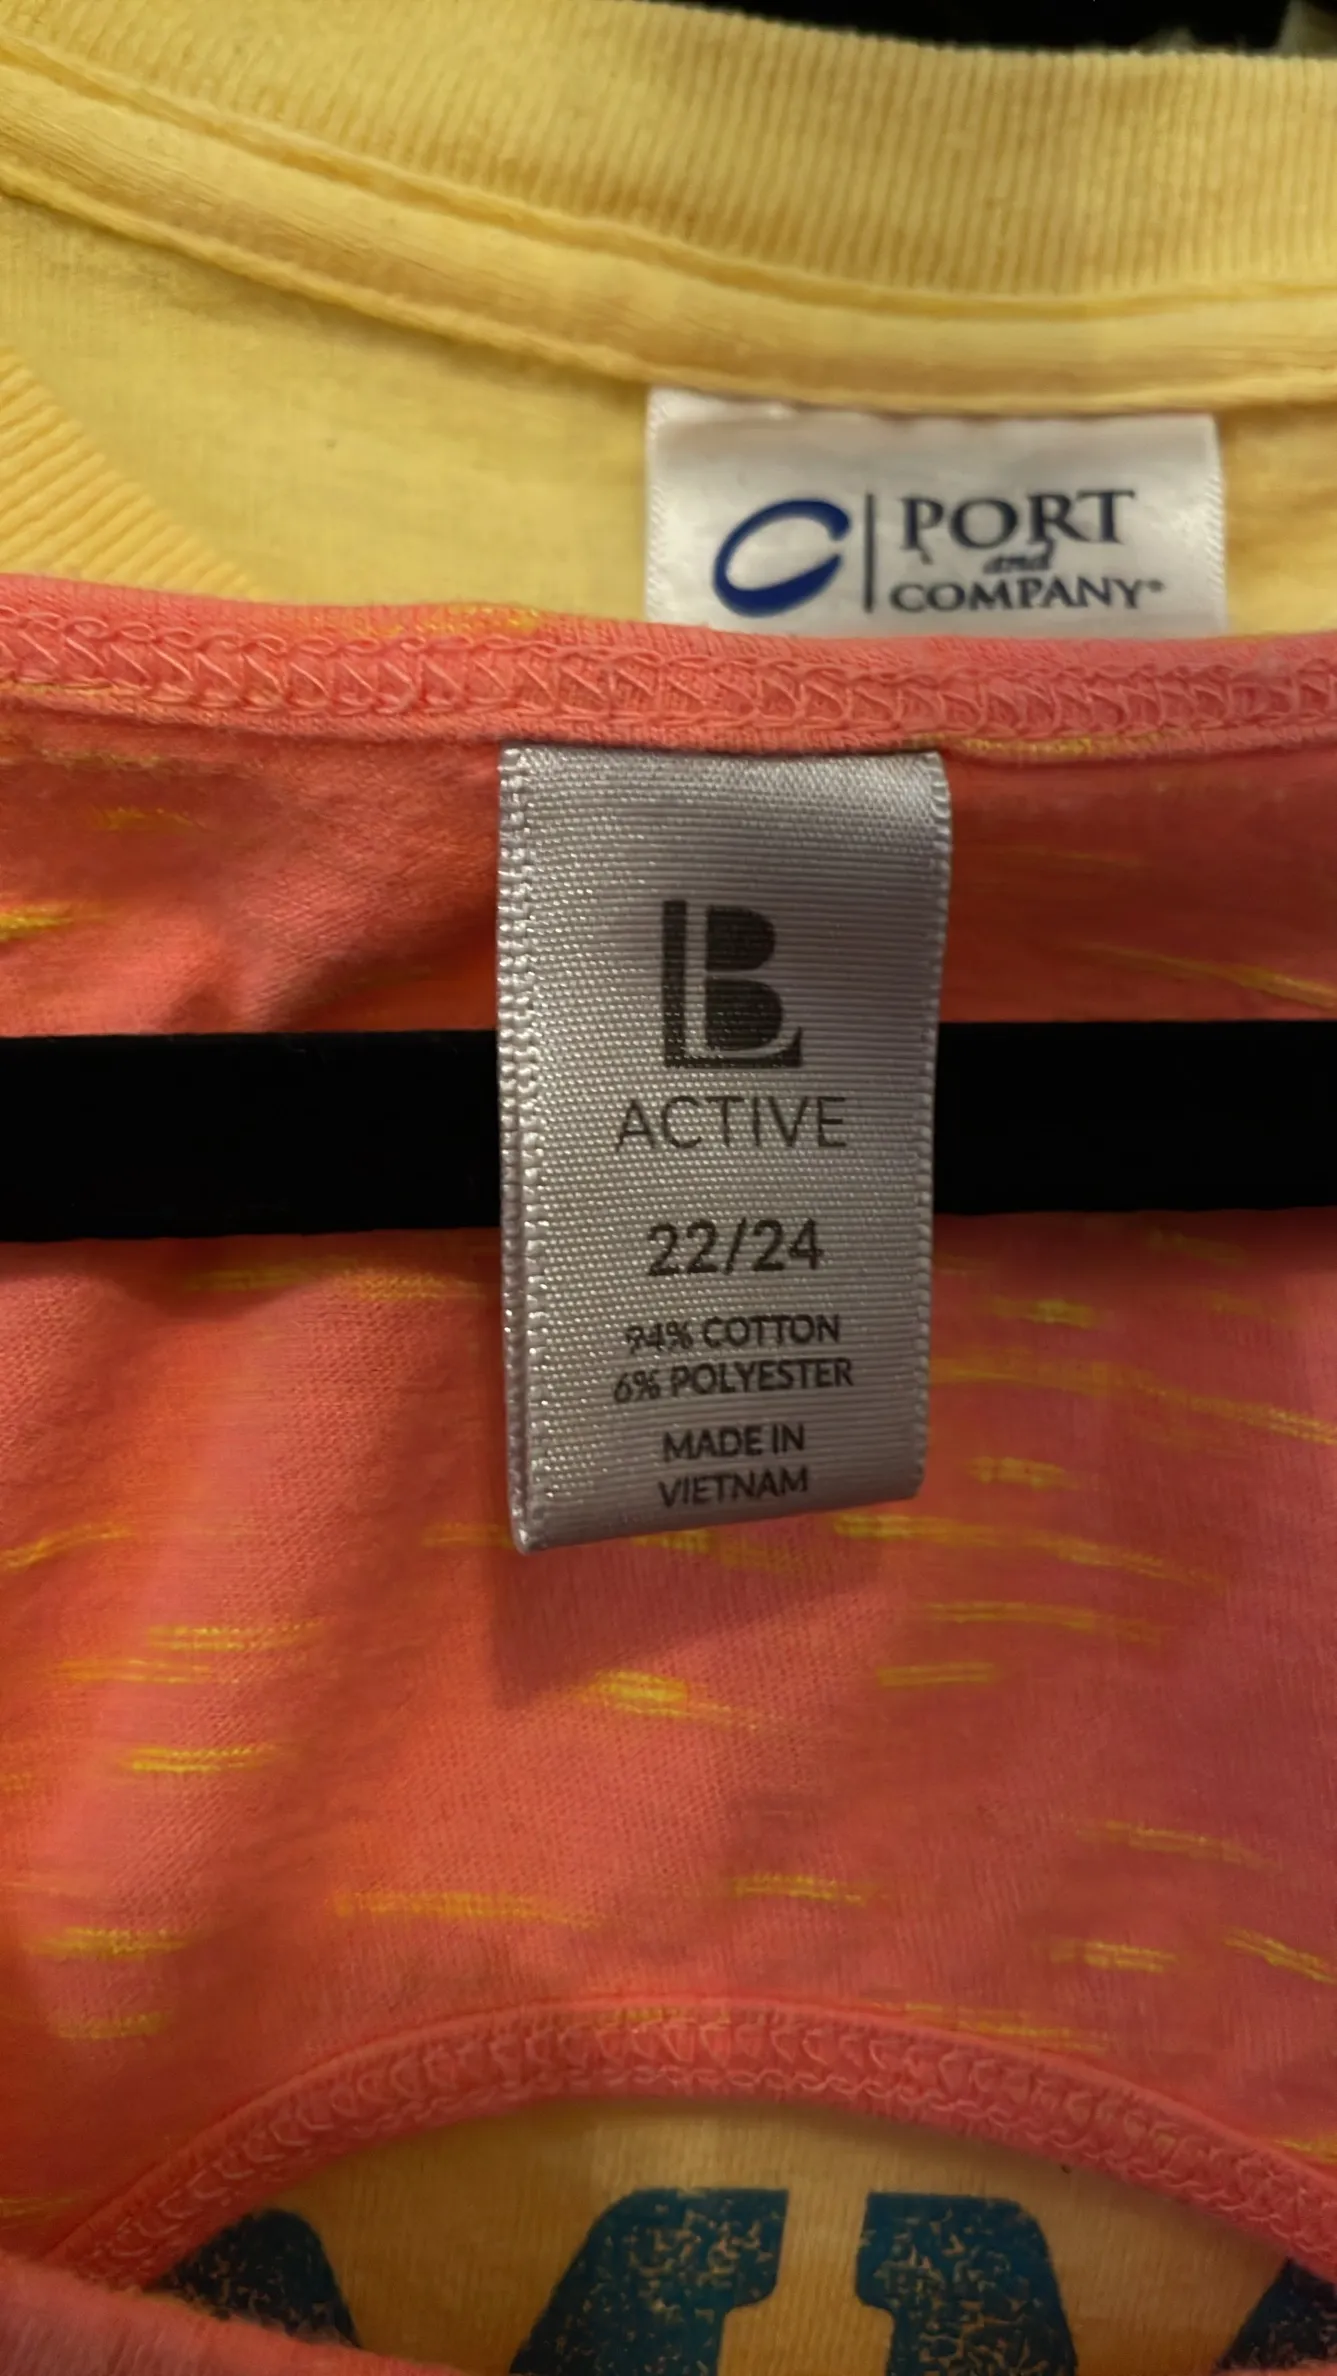 PORT
and
COMPANY®
LB
ACTIVE
22/24
94% COTTON
6% POLYESTER
MADE IN
VIETNAM